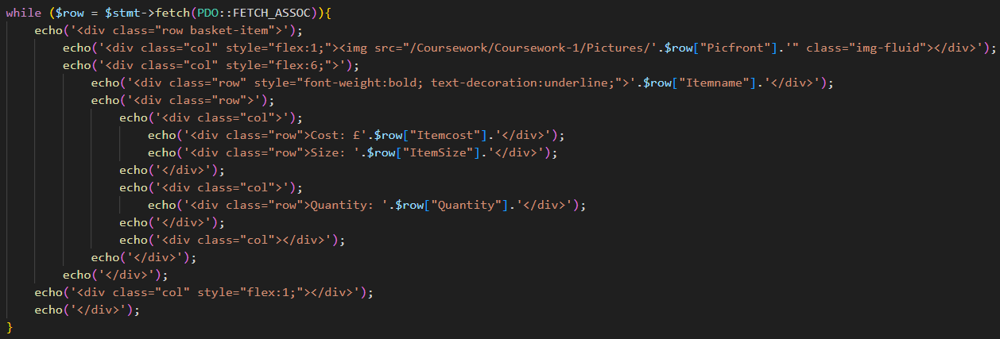 while ($row = $stmt->fetch(PDO::FETCH_ASSOC)){
    echo('<div class="row basket-item">');
        echo('<div class="col" style="flex:1;"><img src="/Coursework/Coursework-1/Pictures/'.$row["Picfront"].'" class="img-fluid"></div>');
        echo('<div class="col" style="flex:6;">');
            echo('<div class="row" style="font-weight:bold; text-decoration:underline;">'.$row["Itemname"].'</div>');
            echo('<div class="row">');
                echo('<div class="col">');
                    echo('<div class="row">Cost: £'.$row["Itemcost"].'</div>');
                    echo('<div class="row">Size: '.$row["ItemSize"].'</div>');
                echo('</div>');
                echo('<div class="col">');
                    echo('<div class="row">Quantity: '.$row["Quantity"].'</div>');
                echo('</div>');
                echo('<div class="col"></div>');
            echo('</div>');
        echo('</div>');
    echo('<div class="col" style="flex:1;"></div>');
    echo('</div>');
}